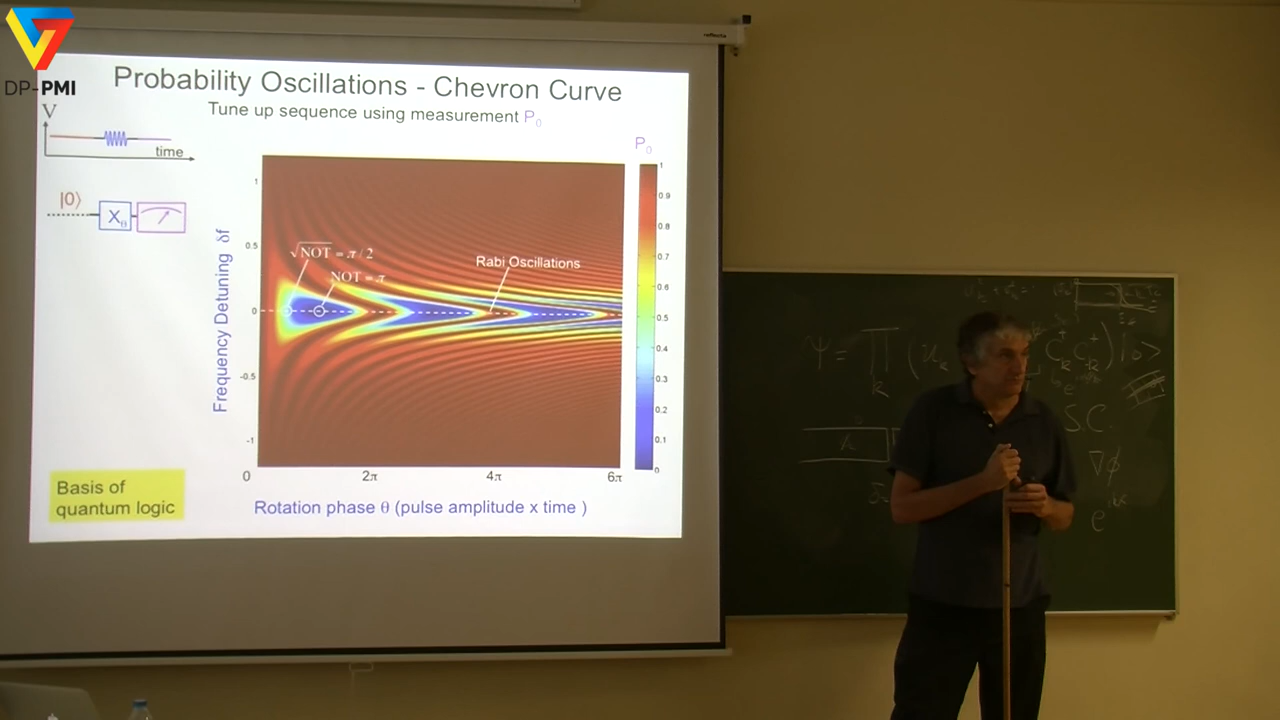 DP-PMI
Probability Oscillations - Chevron Curve
Tune up sequence using measurement P₀
V
time
|0⟩
Xθ
P₀
1
0.9
0.8
0.7
0.6
0.5
0.4
0.3
0.2
0.1
0
Frequency Detuning δf
1
0.5
0
-0.5
-1
√NOT = π / 2
NOT = π
Rabi Oscillations
0
2π
4π
6π
Rotation phase θ (pulse amplitude x time )
Basis of
quantum logic
Ψ = ∏
k
|0>
S.C.
∇ϕ